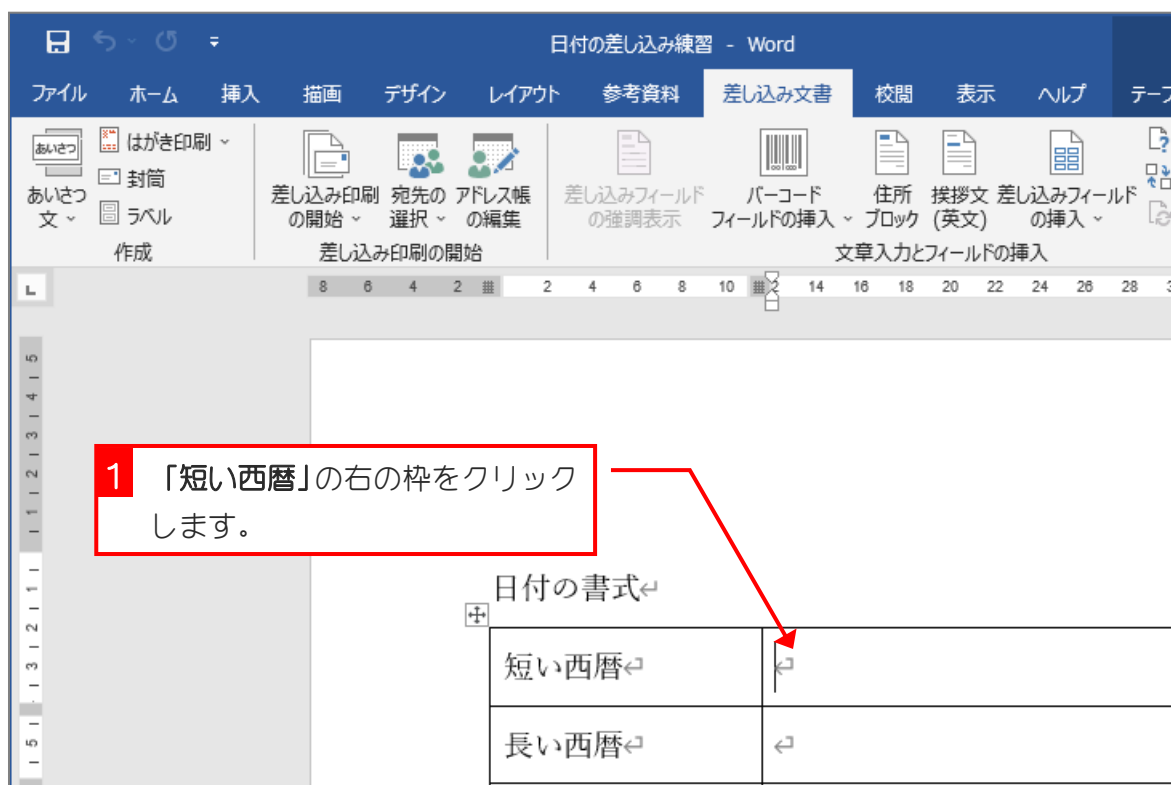 日付の差し込み練習 - Word
ファイル ホーム 挿入 描画 デザイン レイアウト 参考資料 差し込み文書 校閲 表示 ヘルプ
あいさつ
あいさつ文
はがき印刷
封筒
ラベル
作成
差し込み印刷の開始
宛先の選択
アドレス帳の編集
差し込み印刷の開始
差し込みフィールドの強調表示
バーコードフィールドの挿入
住所ブロック
挨拶文(英文)
差し込みフィールドの挿入
文章入力とフィールドの挿入
8 6 4 2 2 4 6 8 10 2 14 16 18 20 22 24 26 28
5
4
3
2
1
1
2
3
5
1 「短い西暦」の右の枠をクリック
します。
日付の書式
短い西暦
長い西暦